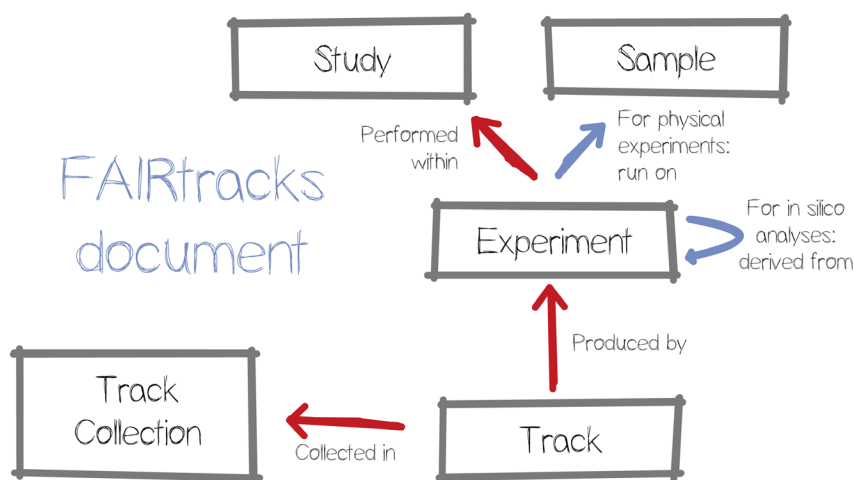 Study
Sample
Performed
within
For physical
experiments:
run on
FAIRtracks
document
Experiment
For in silico
analyses:
derived from
Produced by
Track
Collection
Collected in
Track